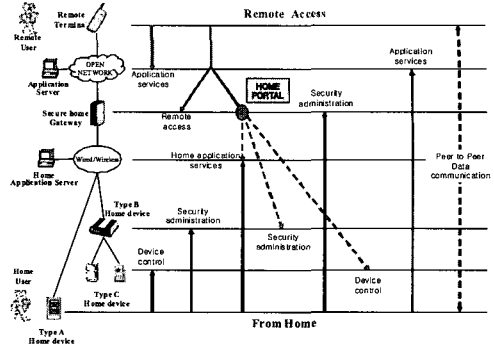 Remote Access
Remote
Termina
Remote
User
OPEN
NETWORK
Application
Server
Application
services
Application
services
HOME
PORTAL
Security
administration
Secure home
Gateway
Remote
access
Wired/Wireless
Home application
services
Peer to Peer
Data
communication
Home
Application Server
Type B
Home device
Security
administration
Security
administration
Device
control
Device
control
Home
User
Type C
Home device
From Home
Type A
Home device